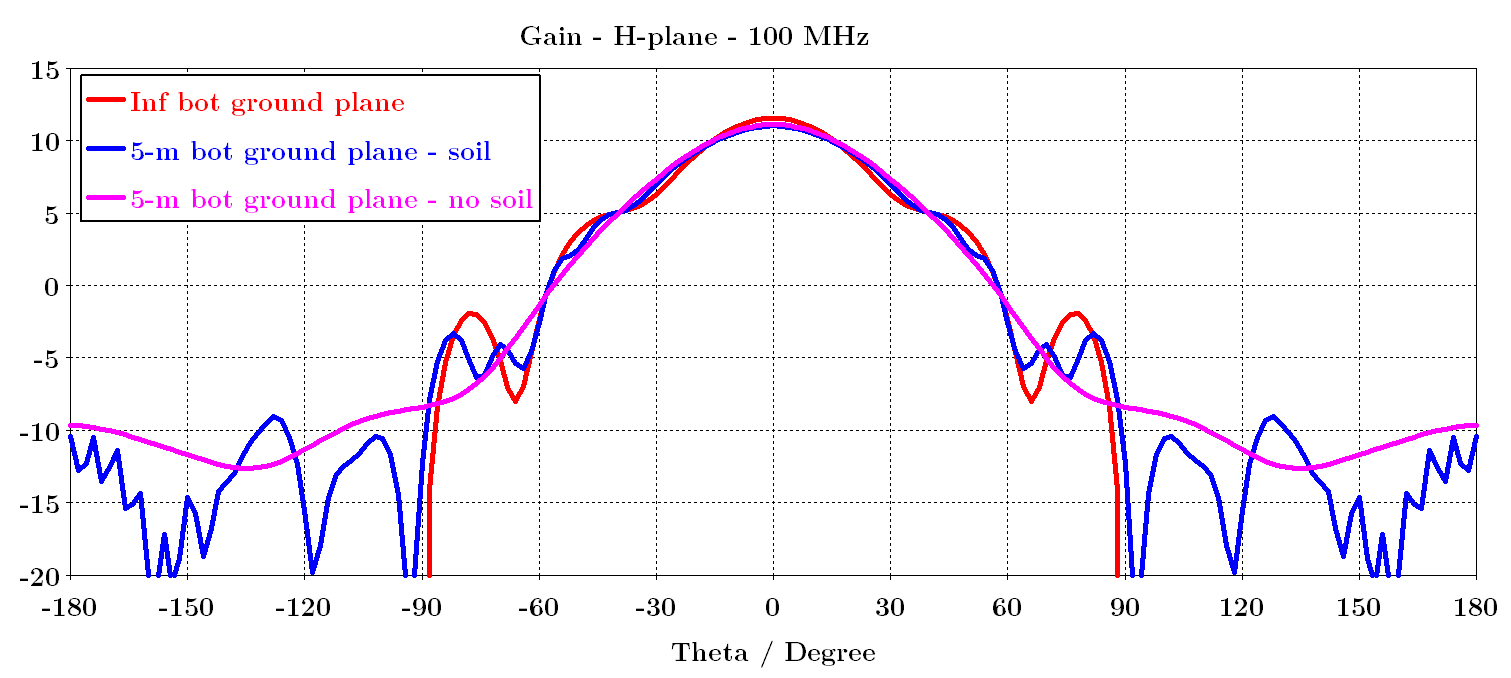 Gain - H-plane - 100 MHz
15
10
5
0
-5
-10
-15
-20
Inf bot ground plane
5-m bot ground plane - soil
5-m bot ground plane - no soil
-180 -150 -120 -90 -60 -30 0 30 60 90 120 150 180
Theta / Degree